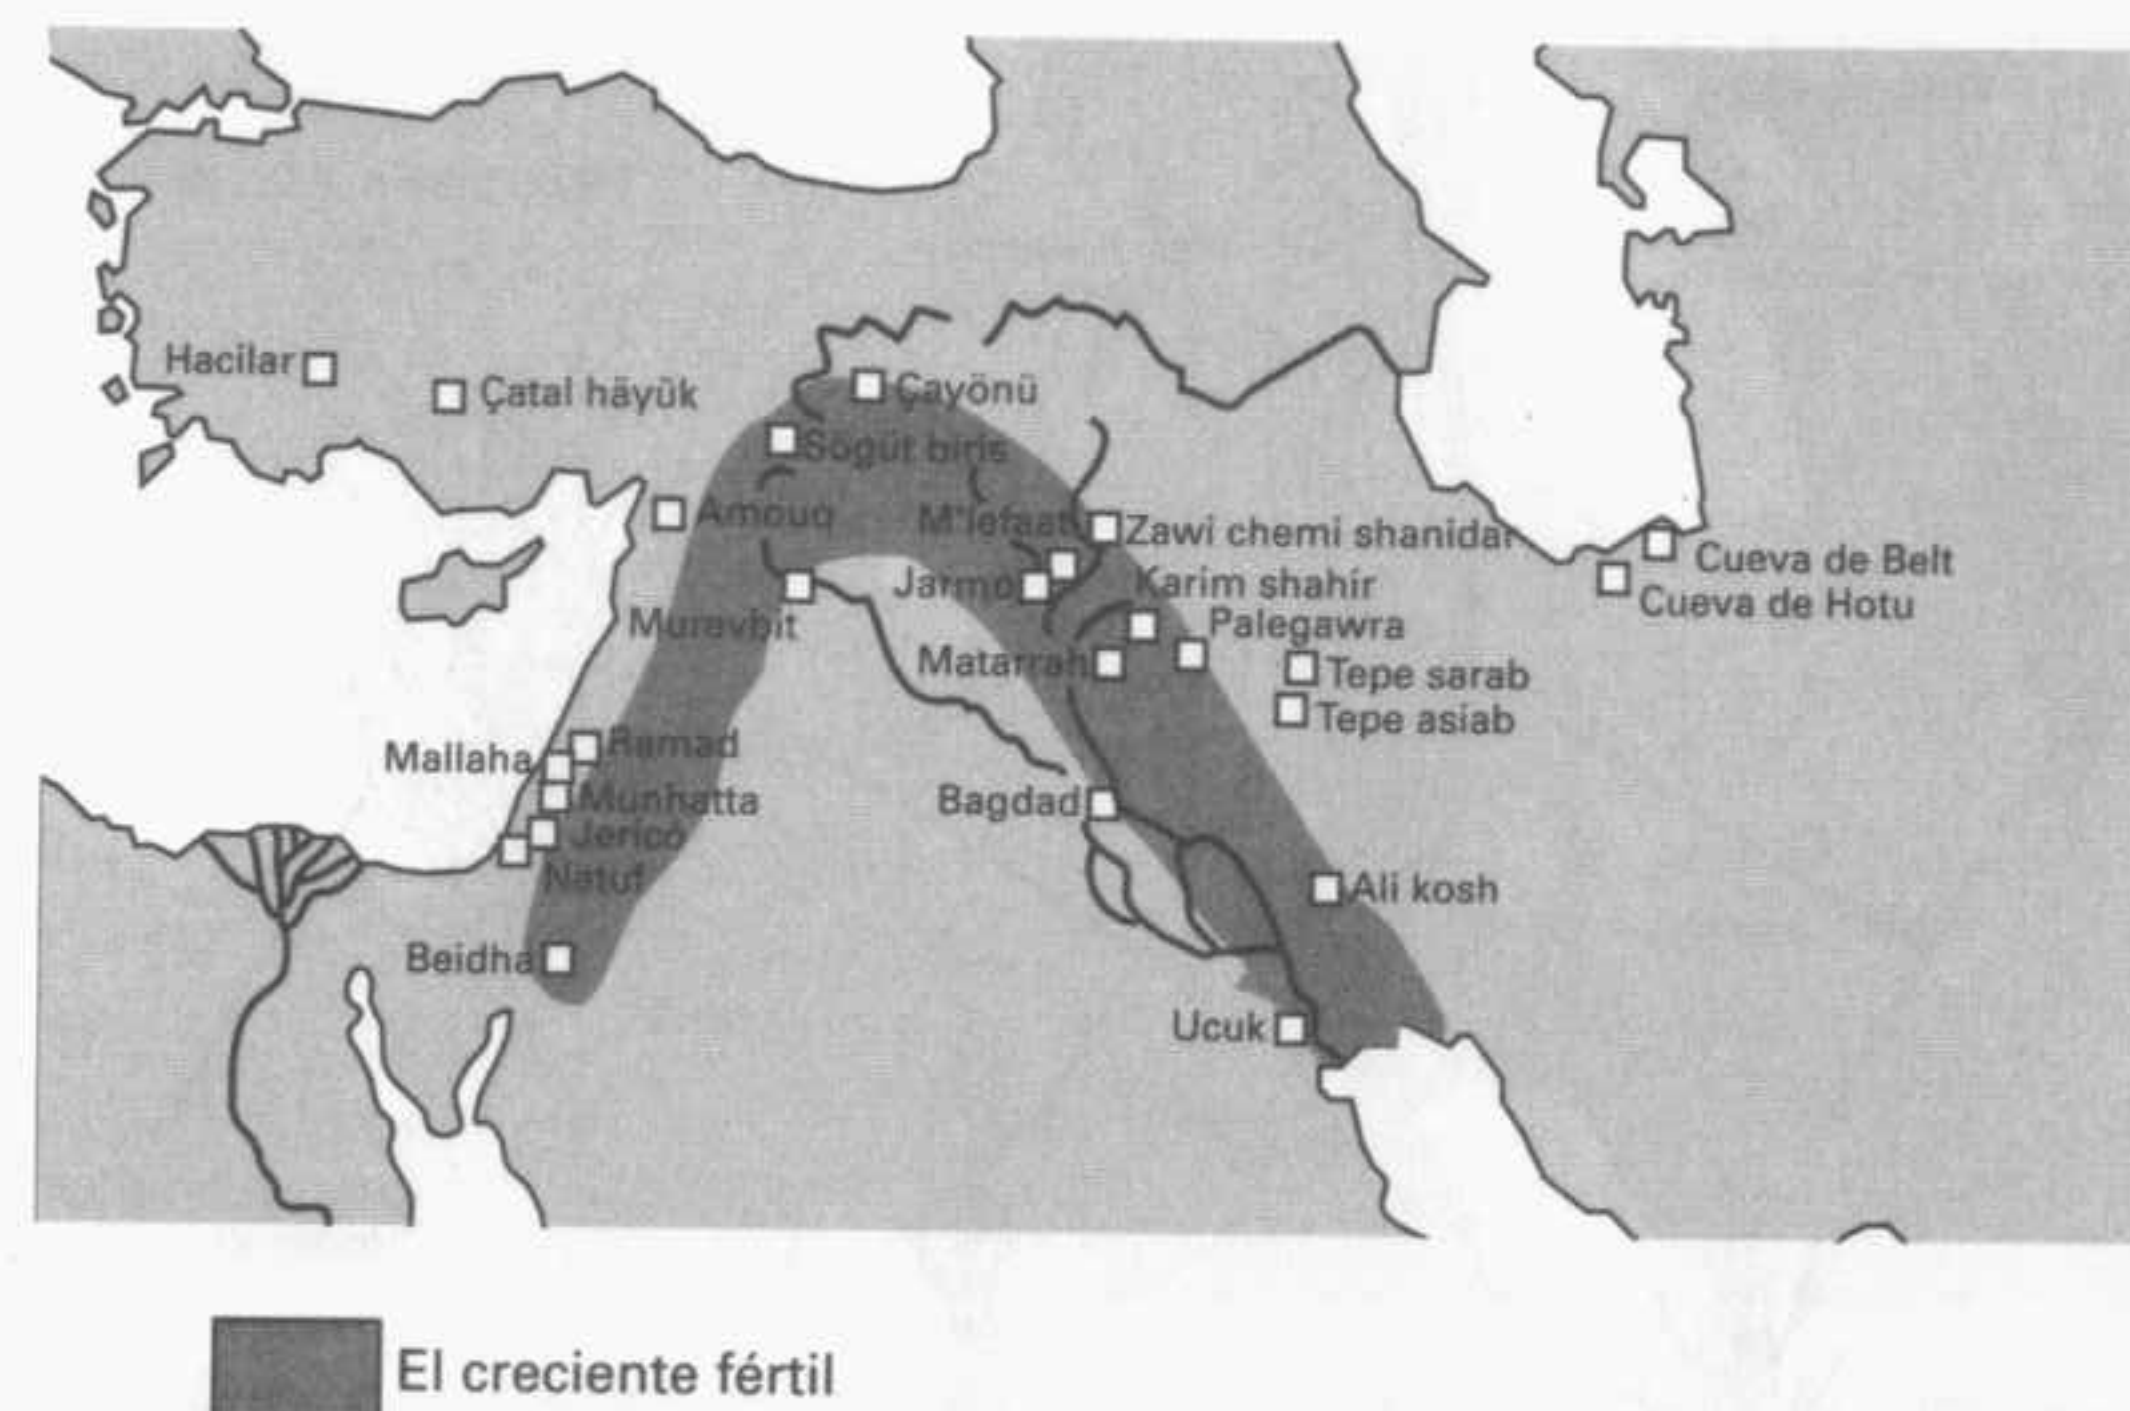 Hacilar
Çatal häyük
Çayönü
Sögüt biris
Amouq
M'lefaat
Zawi chemi shanidar
Cueva de Belt
Cueva de Hotu
Jarmo
Karim shahir
Murevbit
Palegawra
Matarrah
Tepe sarab
Tepe asiab
Ramad
Mallaha
Munhatta
Bagdad
Jericó
Natuf
Ali kosh
Beidha
Ucuk
El creciente fértil